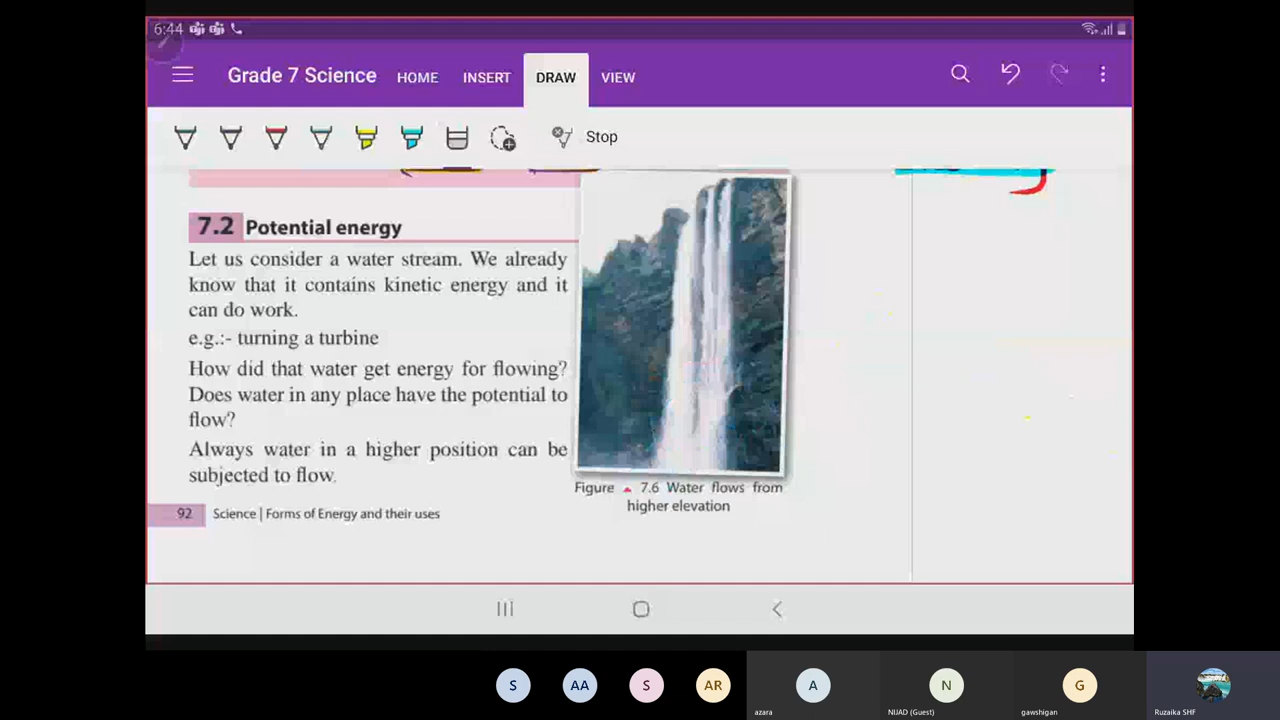 6:44
Grade 7 Science HOME INSERT DRAW VIEW
Stop
7.2 Potential energy
Let us consider a water stream. We already
know that it contains kinetic energy and it
can do work.
e.g.:- turning a turbine
How did that water get energy for flowing?
Does water in any place have the potential to
flow?
Always water in a higher position can be
subjected to flow.
Figure 7.6 Water flows from
higher elevation
92 Science | Forms of Energy and their uses
S AA S AR A N G
azara NIJAD (Guest) gawshigan Ruzaika SHF